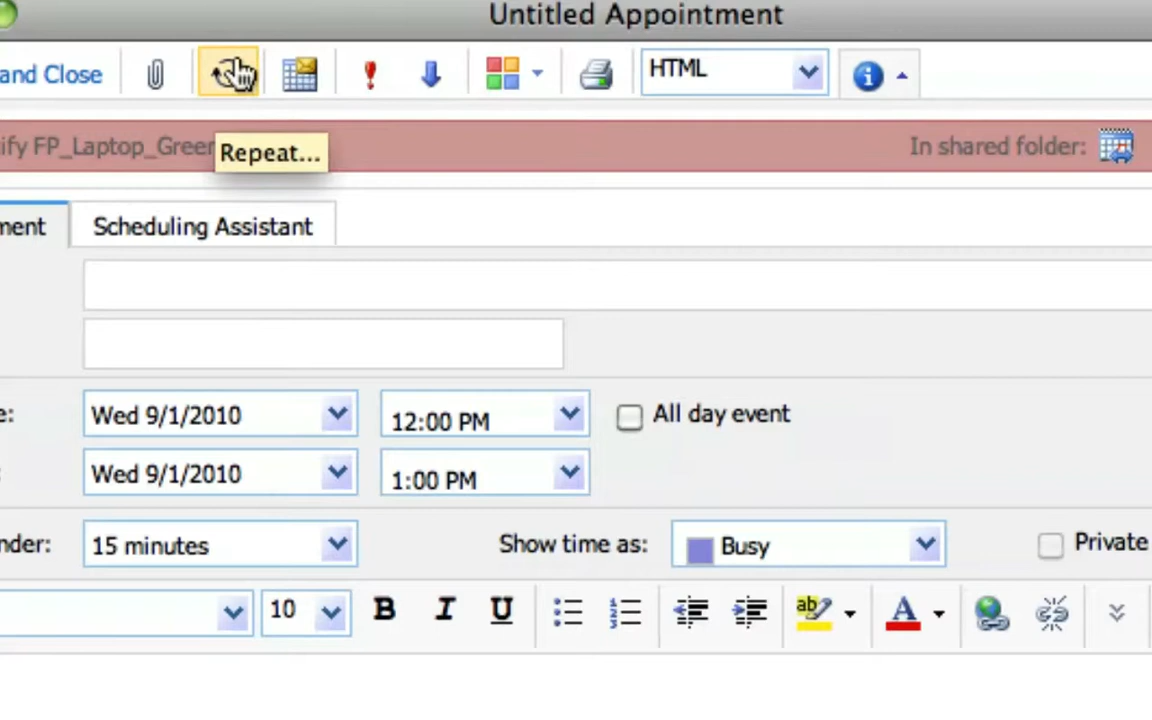 Untitled Appointment
and Close HTML
ify FP_Laptop_Green In shared folder:
Repeat...
ment Scheduling Assistant
e: Wed 9/1/2010 12:00 PM All day event
: Wed 9/1/2010 1:00 PM
nder: 15 minutes Show time as: Busy Private
10 B I U ab A